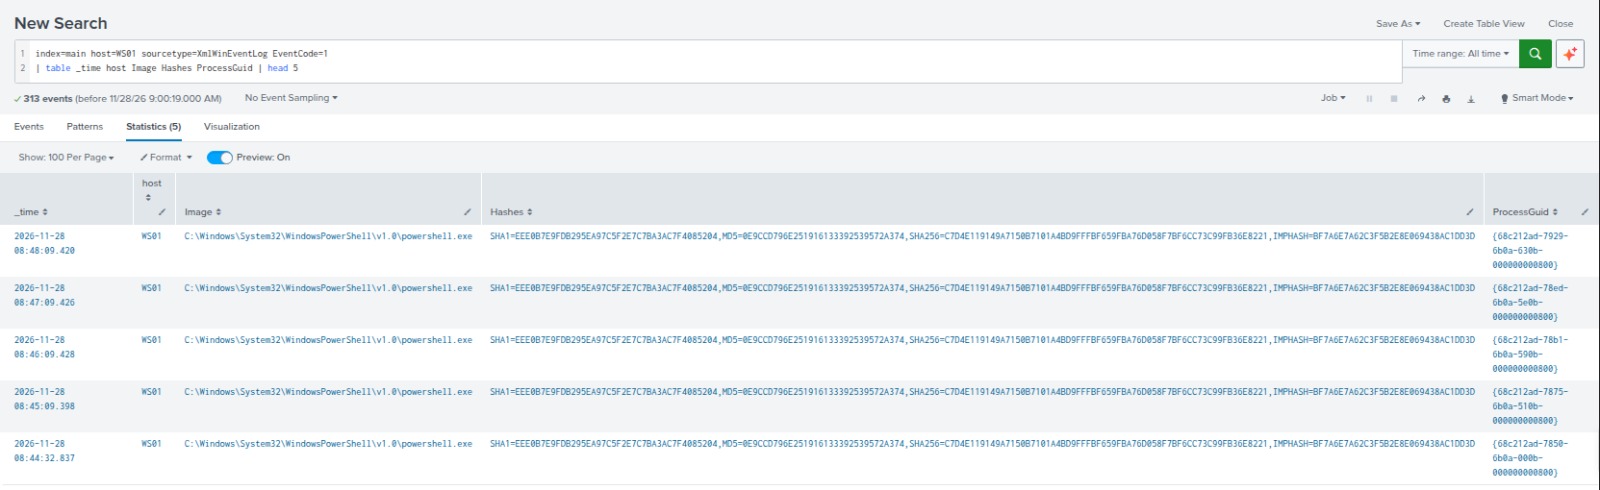 New Search
Save As
Create Table View
Close
1 index=main host=WS01 sourcetype=XmlWinEventLog EventCode=1
2 | table _time host Image Hashes ProcessGuid | head 5
Time range: All time
313 events (before 11/28/26 9:00:19.000 AM)
No Event Sampling
Job
Smart Mode
Events
Patterns
Statistics (5)
Visualization
Show: 100 Per Page
Format
Preview: On
_time
host
Image
Hashes
ProcessGuid
2026-11-28
08:48:09.420
WS01
C:\Windows\System32\WindowsPowerShell\v1.0\powershell.exe
SHA1=EEE0B7E9FDB295EA97C5F2E7C7BA3AC7F4085204,MD5=0E9CCD796E251916133392539572A374,SHA256=C7D4E119149A7150B7101A4BD9FFFBF659FBA76D058F7BF6CC73C99FB36E8221,IMPHASH=BF7A6E7A62C3F5B2E8E069438AC1DD3D
{68c212ad-7929-
6b0a-630b-
000000000800}
2026-11-28
08:47:09.426
WS01
C:\Windows\System32\WindowsPowerShell\v1.0\powershell.exe
SHA1=EEE0B7E9FDB295EA97C5F2E7C7BA3AC7F4085204,MD5=0E9CCD796E251916133392539572A374,SHA256=C7D4E119149A7150B7101A4BD9FFFBF659FBA76D058F7BF6CC73C99FB36E8221,IMPHASH=BF7A6E7A62C3F5B2E8E069438AC1DD3D
{68c212ad-78ed-
6b0a-5e0b-
000000000800}
2026-11-28
08:46:09.428
WS01
C:\Windows\System32\WindowsPowerShell\v1.0\powershell.exe
SHA1=EEE0B7E9FDB295EA97C5F2E7C7BA3AC7F4085204,MD5=0E9CCD796E251916133392539572A374,SHA256=C7D4E119149A7150B7101A4BD9FFFBF659FBA76D058F7BF6CC73C99FB36E8221,IMPHASH=BF7A6E7A62C3F5B2E8E069438AC1DD3D
{68c212ad-78b1-
6b0a-590b-
000000000800}
2026-11-28
08:45:09.398
WS01
C:\Windows\System32\WindowsPowerShell\v1.0\powershell.exe
SHA1=EEE0B7E9FDB295EA97C5F2E7C7BA3AC7F4085204,MD5=0E9CCD796E251916133392539572A374,SHA256=C7D4E119149A7150B7101A4BD9FFFBF659FBA76D058F7BF6CC73C99FB36E8221,IMPHASH=BF7A6E7A62C3F5B2E8E069438AC1DD3D
{68c212ad-7875-
6b0a-510b-
000000000800}
2026-11-28
08:44:32.837
WS01
C:\Windows\System32\WindowsPowerShell\v1.0\powershell.exe
SHA1=EEE0B7E9FDB295EA97C5F2E7C7BA3AC7F4085204,MD5=0E9CCD796E251916133392539572A374,SHA256=C7D4E119149A7150B7101A4BD9FFFBF659FBA76D058F7BF6CC73C99FB36E8221,IMPHASH=BF7A6E7A62C3F5B2E8E069438AC1DD3D
{68c212ad-7850-
6b0a-000b-
000000000800}